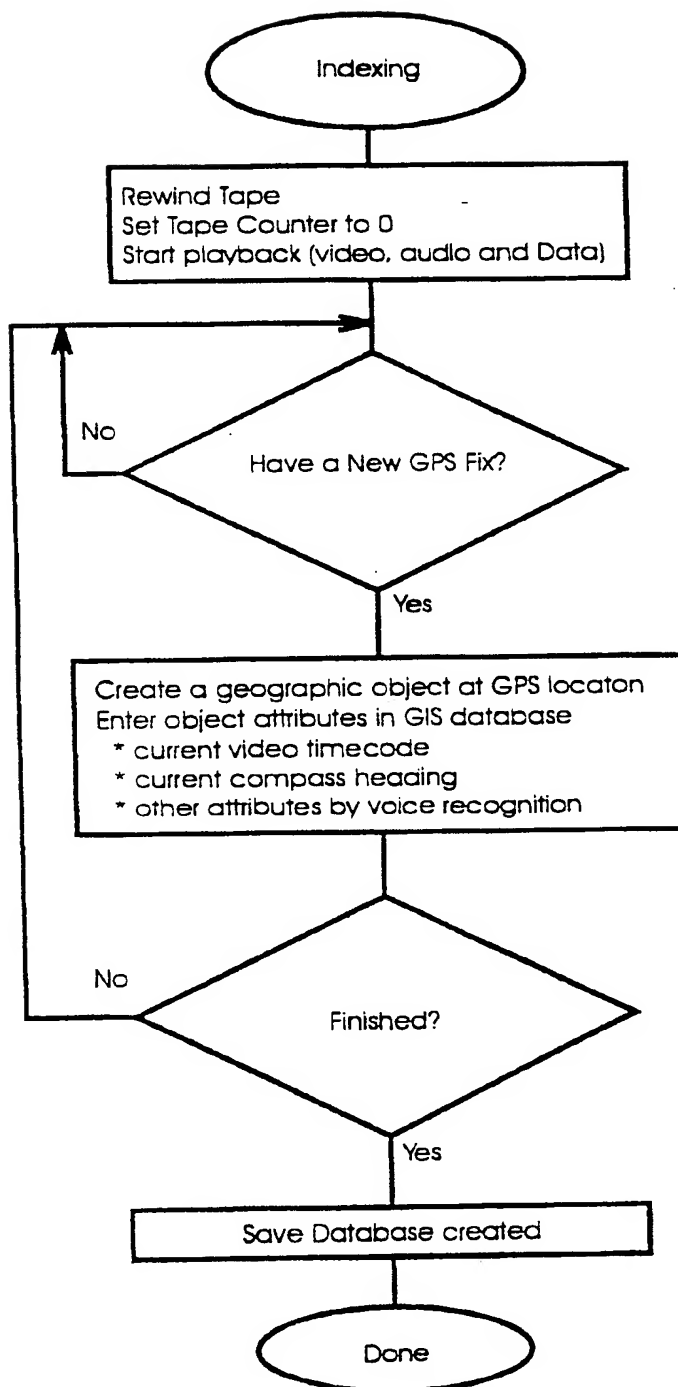 Indexing
Rewind Tape
Set Tape Counter to 0
Start playback (video, audio and Data)
No
Have a New GPS Fix?
Yes
Create a geographic object at GPS locaton
Enter object attributes in GIS database
* current video timecode
* current compass heading
* other attributes by voice recognition
No
Finished?
Yes
Save Database created
Done